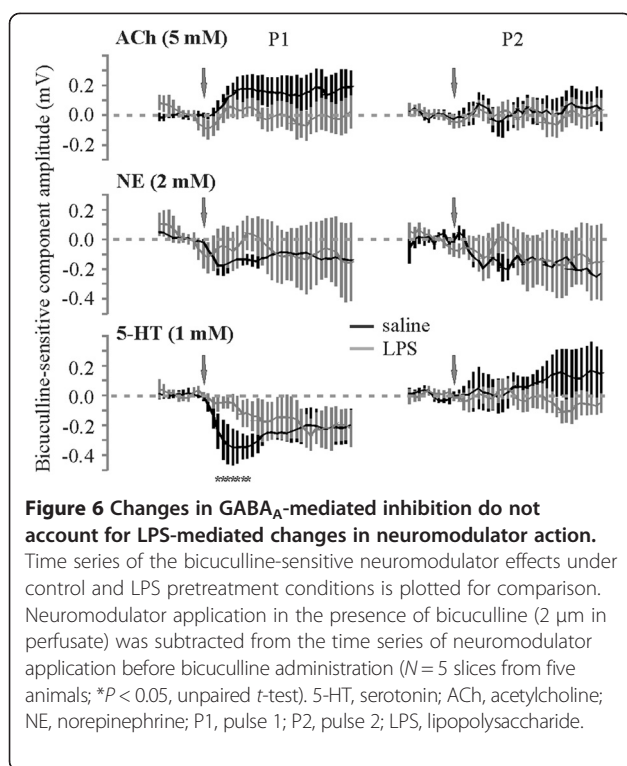 ACh (5 mM) P1 P2
0.2
0.0
-0.2
NE (2 mM)
0.0
-0.2
-0.4
5-HT (1 mM)
0.2
0.0
-0.2
-0.4
Bicuculline-sensitive component amplitude (mV)
saline
LPS
*******
Figure 6 Changes in GABAA-mediated inhibition do not
account for LPS-mediated changes in neuromodulator action.
Time series of the bicuculline-sensitive neuromodulator effects under
control and LPS pretreatment conditions is plotted for comparison.
Neuromodulator application in the presence of bicuculline (2 μm in
perfusate) was subtracted from the time series of neuromodulator
application before bicuculline administration (N = 5 slices from five
animals; *P < 0.05, unpaired t-test). 5-HT, serotonin; ACh, acetylcholine;
NE, norepinephrine; P1, pulse 1; P2, pulse 2; LPS, lipopolysaccharide.